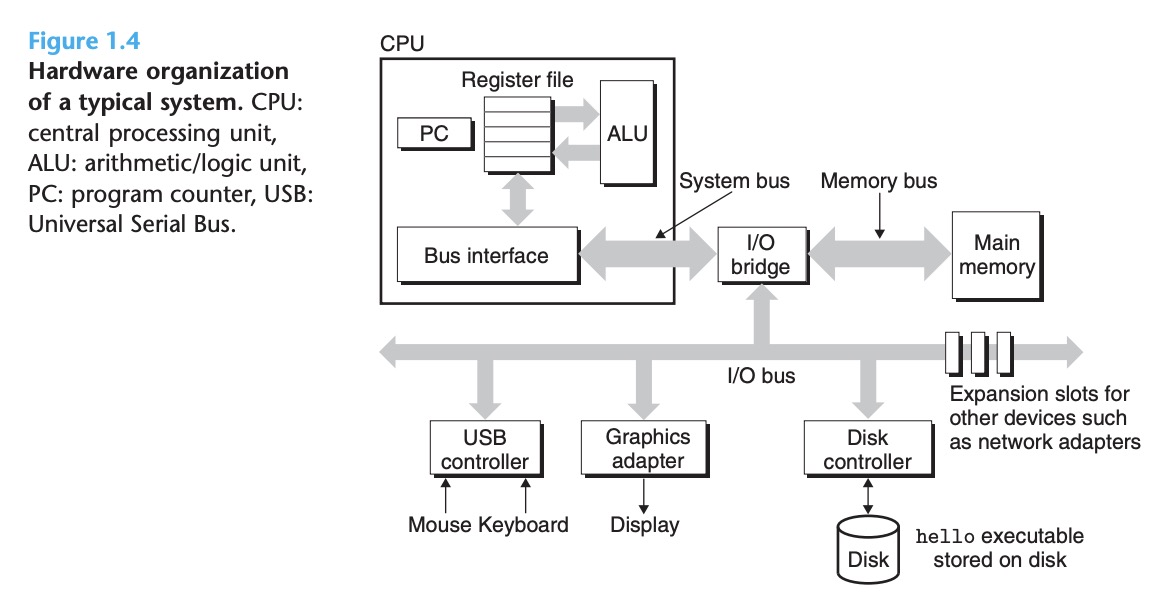 Figure 1.4
Hardware organization
of a typical system. CPU:
central processing unit,
ALU: arithmetic/logic unit,
PC: program counter, USB:
Universal Serial Bus.
CPU
Register file
PC
ALU
System bus
Memory bus
Bus interface
I/O
bridge
Main
memory
I/O bus
Expansion slots for
other devices such
as network adapters
USB
controller
Graphics
adapter
Disk
controller
Mouse Keyboard
Display
Disk
hello executable
stored on disk